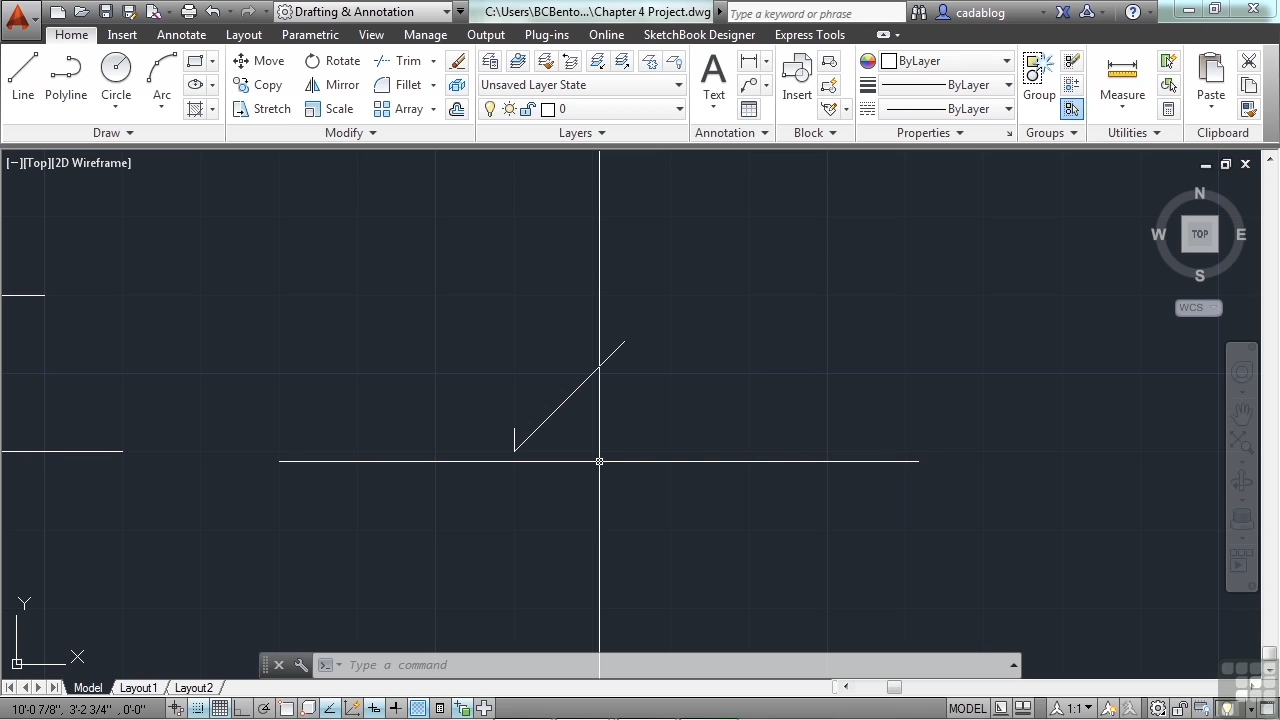 Drafting & Annotation
C:\Users\BCBento...\Chapter 4 Project.dwg
Type a keyword or phrase
cadablog
Home Insert Annotate Layout Parametric View Manage Output Plug-ins Online SketchBook Designer Express Tools
Line Polyline Circle Arc
Move Rotate Trim
Copy Mirror Fillet
Stretch Scale Array
Unsaved Layer State
0
A
Text
Insert
ByLayer
ByLayer
ByLayer
Group
Measure
Paste
Draw Modify Layers Annotation Block Properties Groups Utilities Clipboard
[−][Top][2D Wireframe]
N
W TOP E
S
WCS
Y
X
Type a command
Model Layout1 Layout2
10'-0 7/8", 3'-2 3/4" , 0'-0"
MODEL
1:1